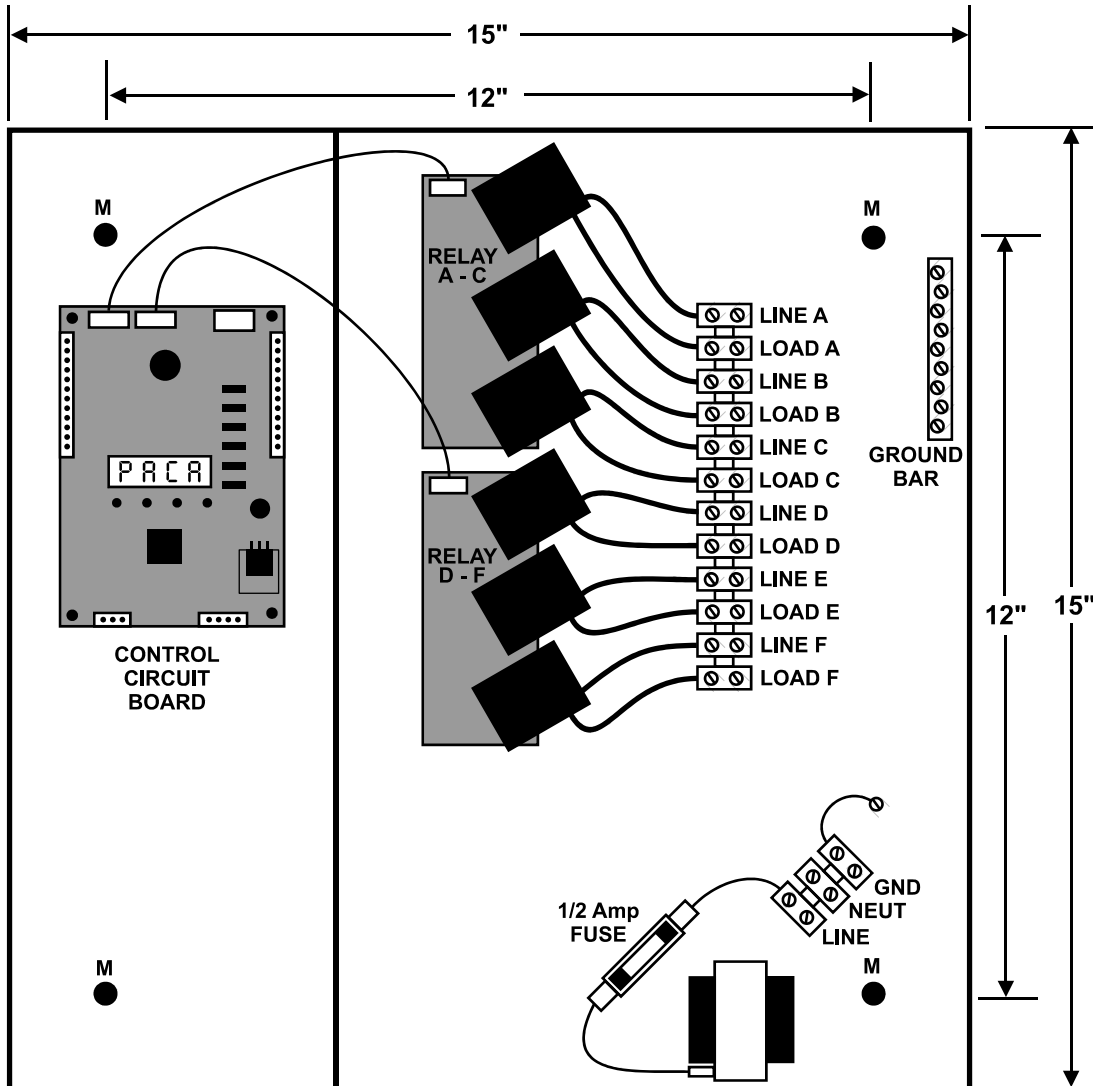 15"
12"
M
M
RELAY
A - C
LINE A
LOAD A
LINE B
LOAD B
LINE C
LOAD C
LINE D
LOAD D
LINE E
LOAD E
LINE F
LOAD F
GROUND
BAR
PACA
RELAY
D - F
12"
15"
CONTROL
CIRCUIT
BOARD
1/2 Amp
FUSE
GND
NEUT
LINE
M
M